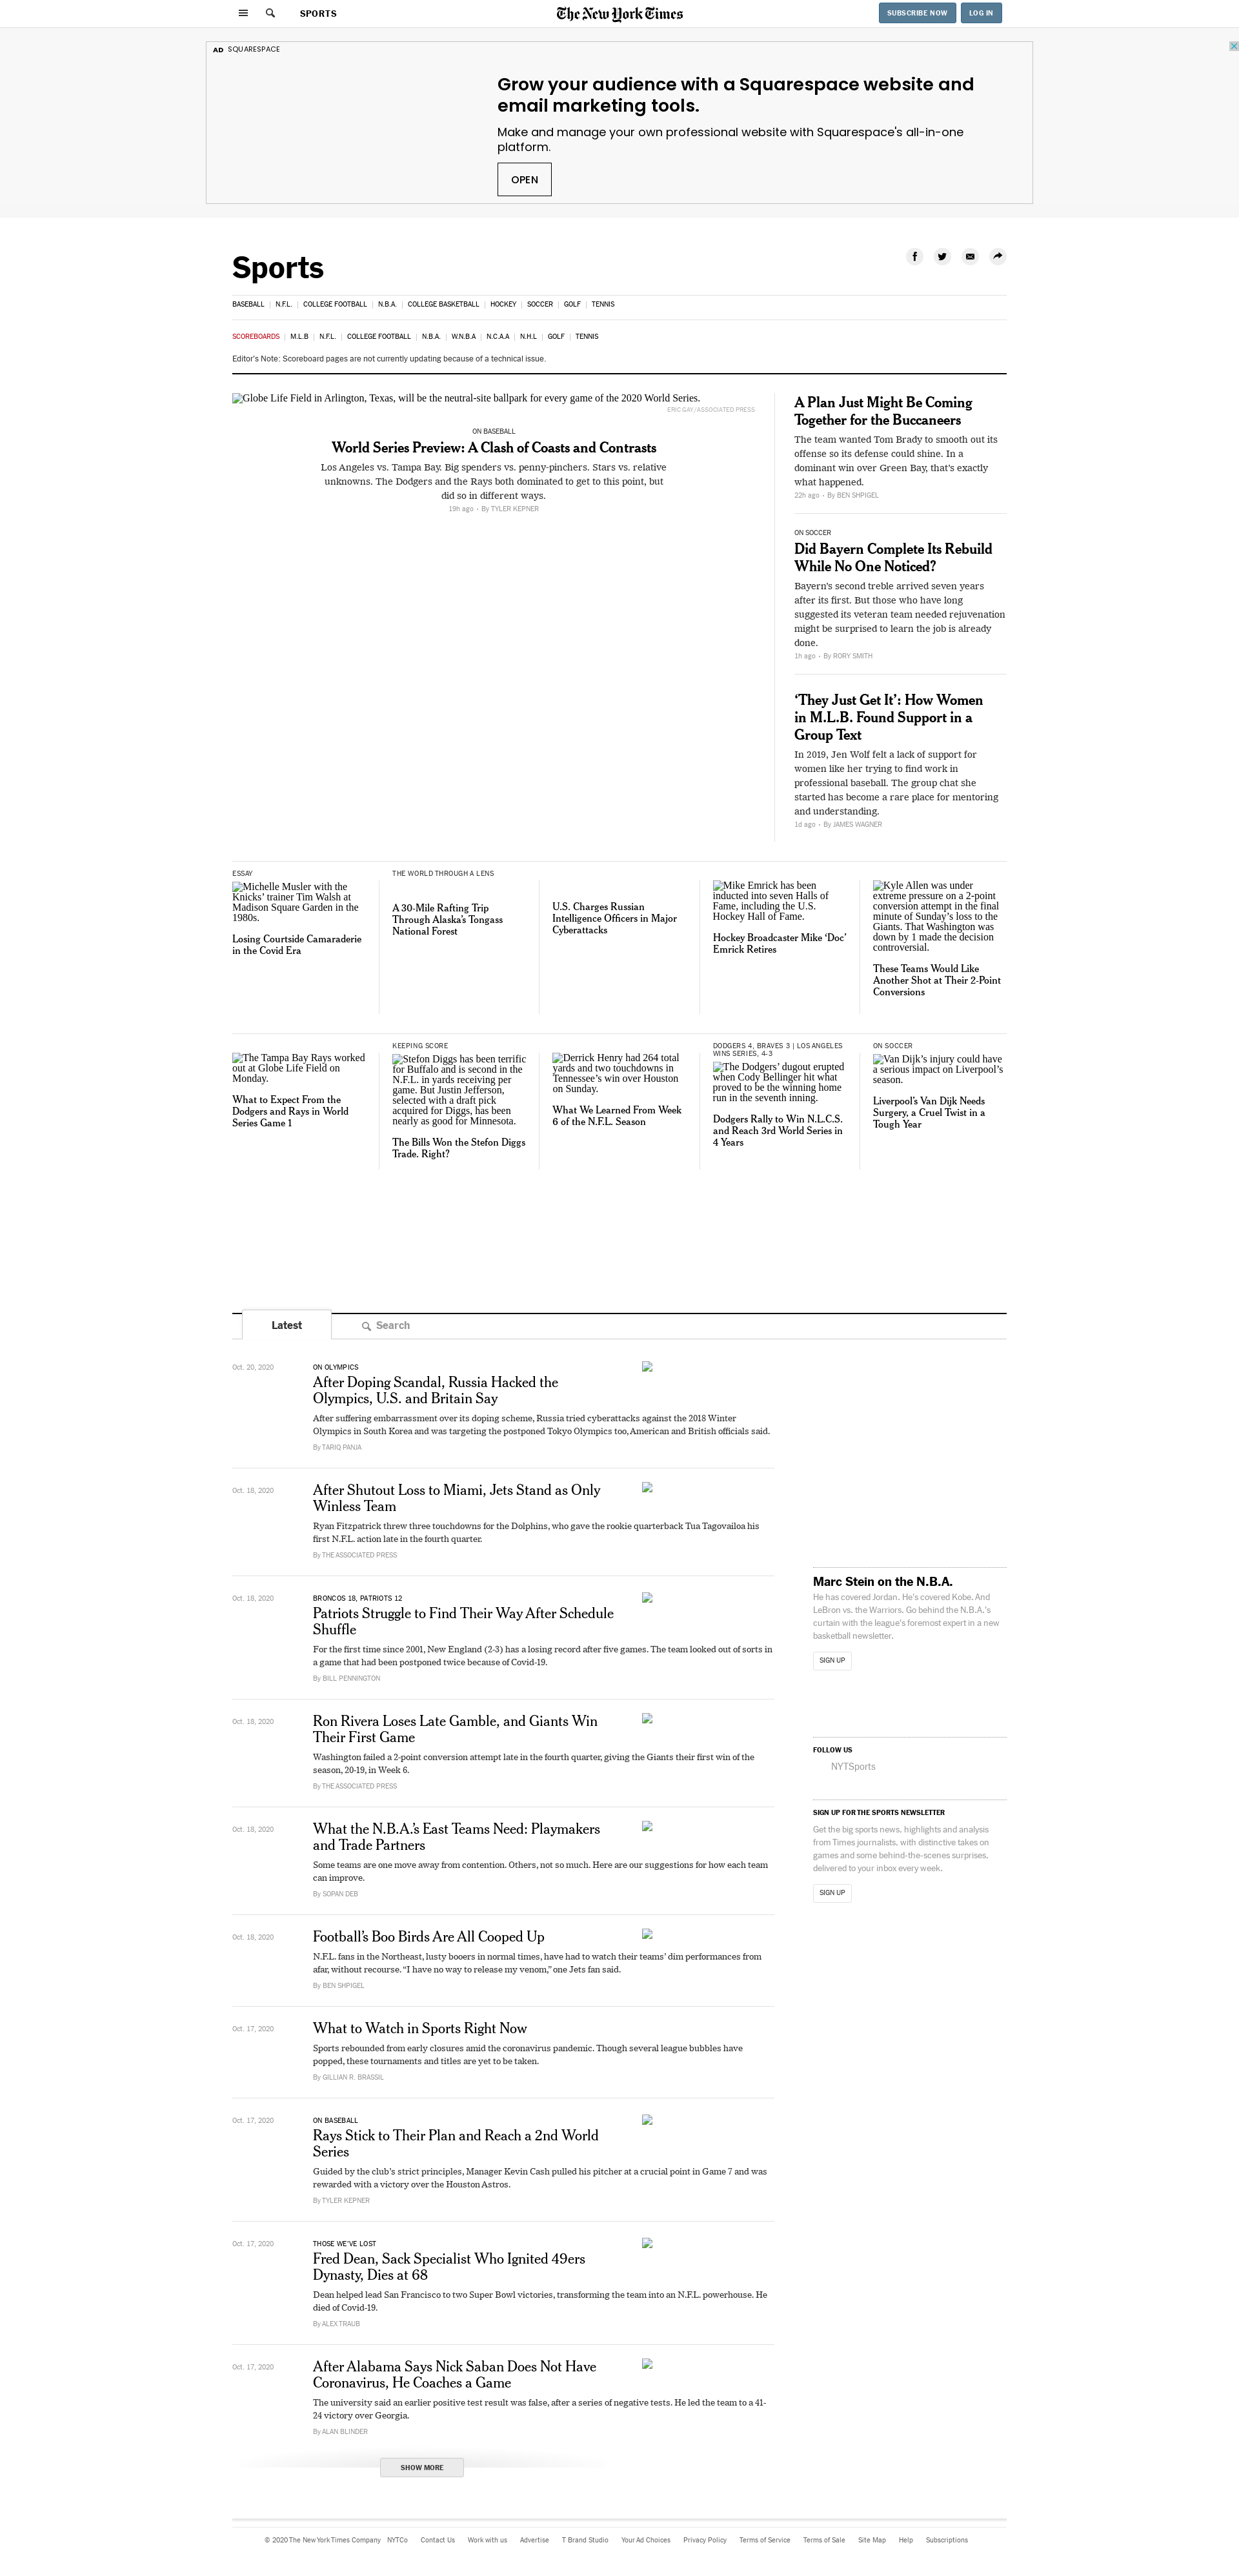 SPORTS
The New York Times
SUBSCRIBE NOW
LOG IN
AD SQUARESPACE
Grow your audience with a Squarespace website and
email marketing tools.
Make and manage your own professional website with Squarespace's all-in-one
platform.
OPEN
Sports
BASEBALL | N.F.L. | COLLEGE FOOTBALL | N.B.A. | COLLEGE BASKETBALL | HOCKEY | SOCCER | GOLF | TENNIS
SCOREBOARDS | M.L.B | N.F.L. | COLLEGE FOOTBALL | N.B.A. | W.N.B.A | N.C.A.A | N.H.L | GOLF | TENNIS
Editor's Note: Scoreboard pages are not currently updating because of a technical issue.
Globe Life Field in Arlington, Texas, will be the neutral-site ballpark for every game of the 2020 World Series.
ERIC GAY/ASSOCIATED PRESS
ON BASEBALL
World Series Preview: A Clash of Coasts and Contrasts
Los Angeles vs. Tampa Bay. Big spenders vs. penny-pinchers. Stars vs. relative
unknowns. The Dodgers and the Rays both dominated to get to this point, but
did so in different ways.
19h ago · By TYLER KEPNER
A Plan Just Might Be Coming
Together for the Buccaneers
The team wanted Tom Brady to smooth out its
offense so its defense could shine. In a
dominant win over Green Bay, that's exactly
what happened.
22h ago · By BEN SHPIGEL
ON SOCCER
Did Bayern Complete Its Rebuild
While No One Noticed?
Bayern's second treble arrived seven years
after its first. But those who have long
suggested its veteran team needed rejuvenation
might be surprised to learn the job is already
done.
1h ago · By RORY SMITH
‘They Just Get It’: How Women
in M.L.B. Found Support in a
Group Text
In 2019, Jen Wolf felt a lack of support for
women like her trying to find work in
professional baseball. The group chat she
started has become a rare place for mentoring
and understanding.
1d ago · By JAMES WAGNER
ESSAY
Michelle Musler with the
Knicks’ trainer Tim Walsh at
Madison Square Garden in the
1980s.
Losing Courtside Camaraderie
in the Covid Era
THE WORLD THROUGH A LENS
A 30-Mile Rafting Trip
Through Alaska’s Tongass
National Forest
U.S. Charges Russian
Intelligence Officers in Major
Cyberattacks
Mike Emrick has been
inducted into seven Halls of
Fame, including the U.S.
Hockey Hall of Fame.
Hockey Broadcaster Mike ‘Doc’
Emrick Retires
Kyle Allen was under
extreme pressure on a 2-point
conversion attempt in the final
minute of Sunday’s loss to the
Giants. That Washington was
down by 1 made the decision
controversial.
These Teams Would Like
Another Shot at Their 2-Point
Conversions
The Tampa Bay Rays worked
out at Globe Life Field on
Monday.
What to Expect From the
Dodgers and Rays in World
Series Game 1
KEEPING SCORE
Stefon Diggs has been terrific
for Buffalo and is second in the
N.F.L. in yards receiving per
game. But Justin Jefferson,
selected with a draft pick
acquired for Diggs, has been
nearly as good for Minnesota.
The Bills Won the Stefon Diggs
Trade. Right?
Derrick Henry had 264 total
yards and two touchdowns in
Tennessee’s win over Houston
on Sunday.
What We Learned From Week
6 of the N.F.L. Season
DODGERS 4, BRAVES 3 | LOS ANGELES
WINS SERIES, 4-3
The Dodgers’ dugout erupted
when Cody Bellinger hit what
proved to be the winning home
run in the seventh inning.
Dodgers Rally to Win N.L.C.S.
and Reach 3rd World Series in
4 Years
ON SOCCER
Van Dijk’s injury could have
a serious impact on Liverpool’s
season.
Liverpool’s Van Dijk Needs
Surgery, a Cruel Twist in a
Tough Year
Latest
Search
Oct. 20, 2020
ON OLYMPICS
After Doping Scandal, Russia Hacked the
Olympics, U.S. and Britain Say
After suffering embarrassment over its doping scheme, Russia tried cyberattacks against the 2018 Winter
Olympics in South Korea and was targeting the postponed Tokyo Olympics too, American and British officials said.
By TARIQ PANJA
Oct. 18, 2020
After Shutout Loss to Miami, Jets Stand as Only
Winless Team
Ryan Fitzpatrick threw three touchdowns for the Dolphins, who gave the rookie quarterback Tua Tagovailoa his
first N.F.L. action late in the fourth quarter.
By THE ASSOCIATED PRESS
Oct. 18, 2020
BRONCOS 18, PATRIOTS 12
Patriots Struggle to Find Their Way After Schedule
Shuffle
For the first time since 2001, New England (2-3) has a losing record after five games. The team looked out of sorts in
a game that had been postponed twice because of Covid-19.
By BILL PENNINGTON
Oct. 18, 2020
Ron Rivera Loses Late Gamble, and Giants Win
Their First Game
Washington failed a 2-point conversion attempt late in the fourth quarter, giving the Giants their first win of the
season, 20-19, in Week 6.
By THE ASSOCIATED PRESS
Oct. 18, 2020
What the N.B.A.’s East Teams Need: Playmakers
and Trade Partners
Some teams are one move away from contention. Others, not so much. Here are our suggestions for how each team
can improve.
By SOPAN DEB
Oct. 18, 2020
Football’s Boo Birds Are All Cooped Up
N.F.L. fans in the Northeast, lusty booers in normal times, have had to watch their teams’ dim performances from
afar, without recourse. “I have no way to release my venom,” one Jets fan said.
By BEN SHPIGEL
Oct. 17, 2020
What to Watch in Sports Right Now
Sports rebounded from early closures amid the coronavirus pandemic. Though several league bubbles have
popped, these tournaments and titles are yet to be taken.
By GILLIAN R. BRASSIL
Oct. 17, 2020
ON BASEBALL
Rays Stick to Their Plan and Reach a 2nd World
Series
Guided by the club’s strict principles, Manager Kevin Cash pulled his pitcher at a crucial point in Game 7 and was
rewarded with a victory over the Houston Astros.
By TYLER KEPNER
Oct. 17, 2020
THOSE WE’VE LOST
Fred Dean, Sack Specialist Who Ignited 49ers
Dynasty, Dies at 68
Dean helped lead San Francisco to two Super Bowl victories, transforming the team into an N.F.L. powerhouse. He
died of Covid-19.
By ALEX TRAUB
Oct. 17, 2020
After Alabama Says Nick Saban Does Not Have
Coronavirus, He Coaches a Game
The university said an earlier positive test result was false, after a series of negative tests. He led the team to a 41-
24 victory over Georgia.
By ALAN BLINDER
SHOW MORE
Marc Stein on the N.B.A.
He has covered Jordan. He's covered Kobe. And
LeBron vs. the Warriors. Go behind the N.B.A.'s
curtain with the league's foremost expert in a new
basketball newsletter.
SIGN UP
FOLLOW US
NYTSports
SIGN UP FOR THE SPORTS NEWSLETTER
Get the big sports news, highlights and analysis
from Times journalists, with distinctive takes on
games and some behind-the-scenes surprises,
delivered to your inbox every week.
SIGN UP
© 2020 The New York Times Company NYTCo Contact Us Work with us Advertise T Brand Studio Your Ad Choices Privacy Policy Terms of Service Terms of Sale Site Map Help Subscriptions